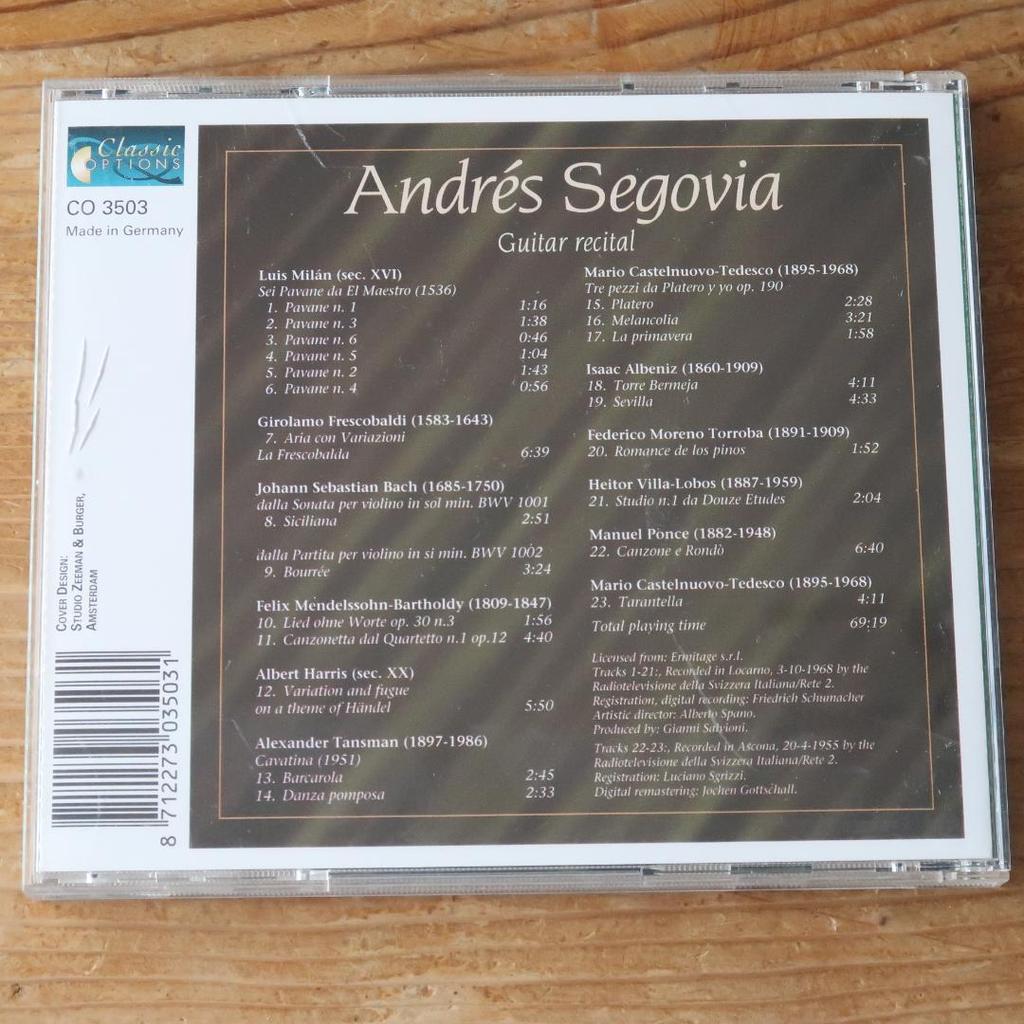 Classic
OPTIONS
CO 3503
Made in Germany
COVER DESIGN:
STUDIO ZEEMAN & BURGER,
AMSTERDAM
8 712273 035031
Andrés Segovia
Guitar recital
Luis Milán (sec. XVI)
Sei Pavane da El Maestro (1536)
1. Pavane n. 1 1:16
2. Pavane n. 3 1:38
3. Pavane n. 6 0:46
4. Pavane n. 5 1:04
5. Pavane n. 2 1:43
6. Pavane n. 4 0:56
Girolamo Frescobaldi (1583-1643)
7. Aria con Variazioni
La Frescobalda 6:39
Johann Sebastian Bach (1685-1750)
dalla Sonata per violino in sol min. BWV 1001
8. Siciliana 2:51
dalla Partita per violino in si min. BWV 1002
9. Bourrée 3:24
Felix Mendelssohn-Bartholdy (1809-1847)
10. Lied ohne Worte op. 30 n.3 1:56
11. Canzonetta dal Quartetto n.1 op.12 4:40
Albert Harris (sec. XX)
12. Variation and fugue
on a theme of Händel 5:50
Alexander Tansman (1897-1986)
Cavatina (1951)
13. Barcarola 2:45
14. Danza pomposa 2:33
Mario Castelnuovo-Tedesco (1895-1968)
Tre pezzi da Platero y yo op. 190
15. Platero 2:28
16. Melancolia 3:21
17. La primavera 1:58
Isaac Albeniz (1860-1909)
18. Torre Bermeja 4:11
19. Sevilla 4:33
Federico Moreno Torroba (1891-1909)
20. Romance de los pinos 1:52
Heitor Villa-Lobos (1887-1959)
21. Studio n.1 da Douze Etudes 2:04
Manuel Ponce (1882-1948)
22. Canzone e Rondò 6:40
Mario Castelnuovo-Tedesco (1895-1968)
23. Tarantella 4:11
Total playing time 69:19
Licensed from: Ermitage s.r.l.
Tracks 1-21:, Recorded in Locarno, 3-10-1968 by the
Radiotelevisione della Svizzera Italiana/Rete 2.
Registration, digital recording: Friedrich Schumacher
Artistic director: Alberto Spano.
Produced by: Gianni Salvioni.
Tracks 22-23:, Recorded in Ascona, 20-4-1955 by the
Radiotelevisione della Svizzera Italiana/Rete 2.
Registration: Luciano Sgrizzi.
Digital remastering: Jochen Gottschall.